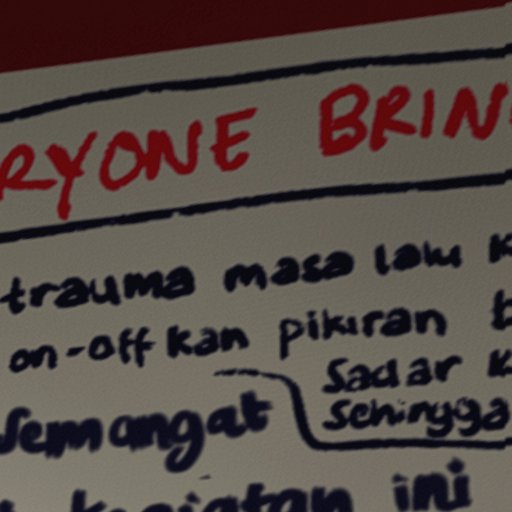 RYONE BRIN
trauma masa lalu K
on-off kan pikiran b
sadar K
sehingga
Semangat
kegiatan ini